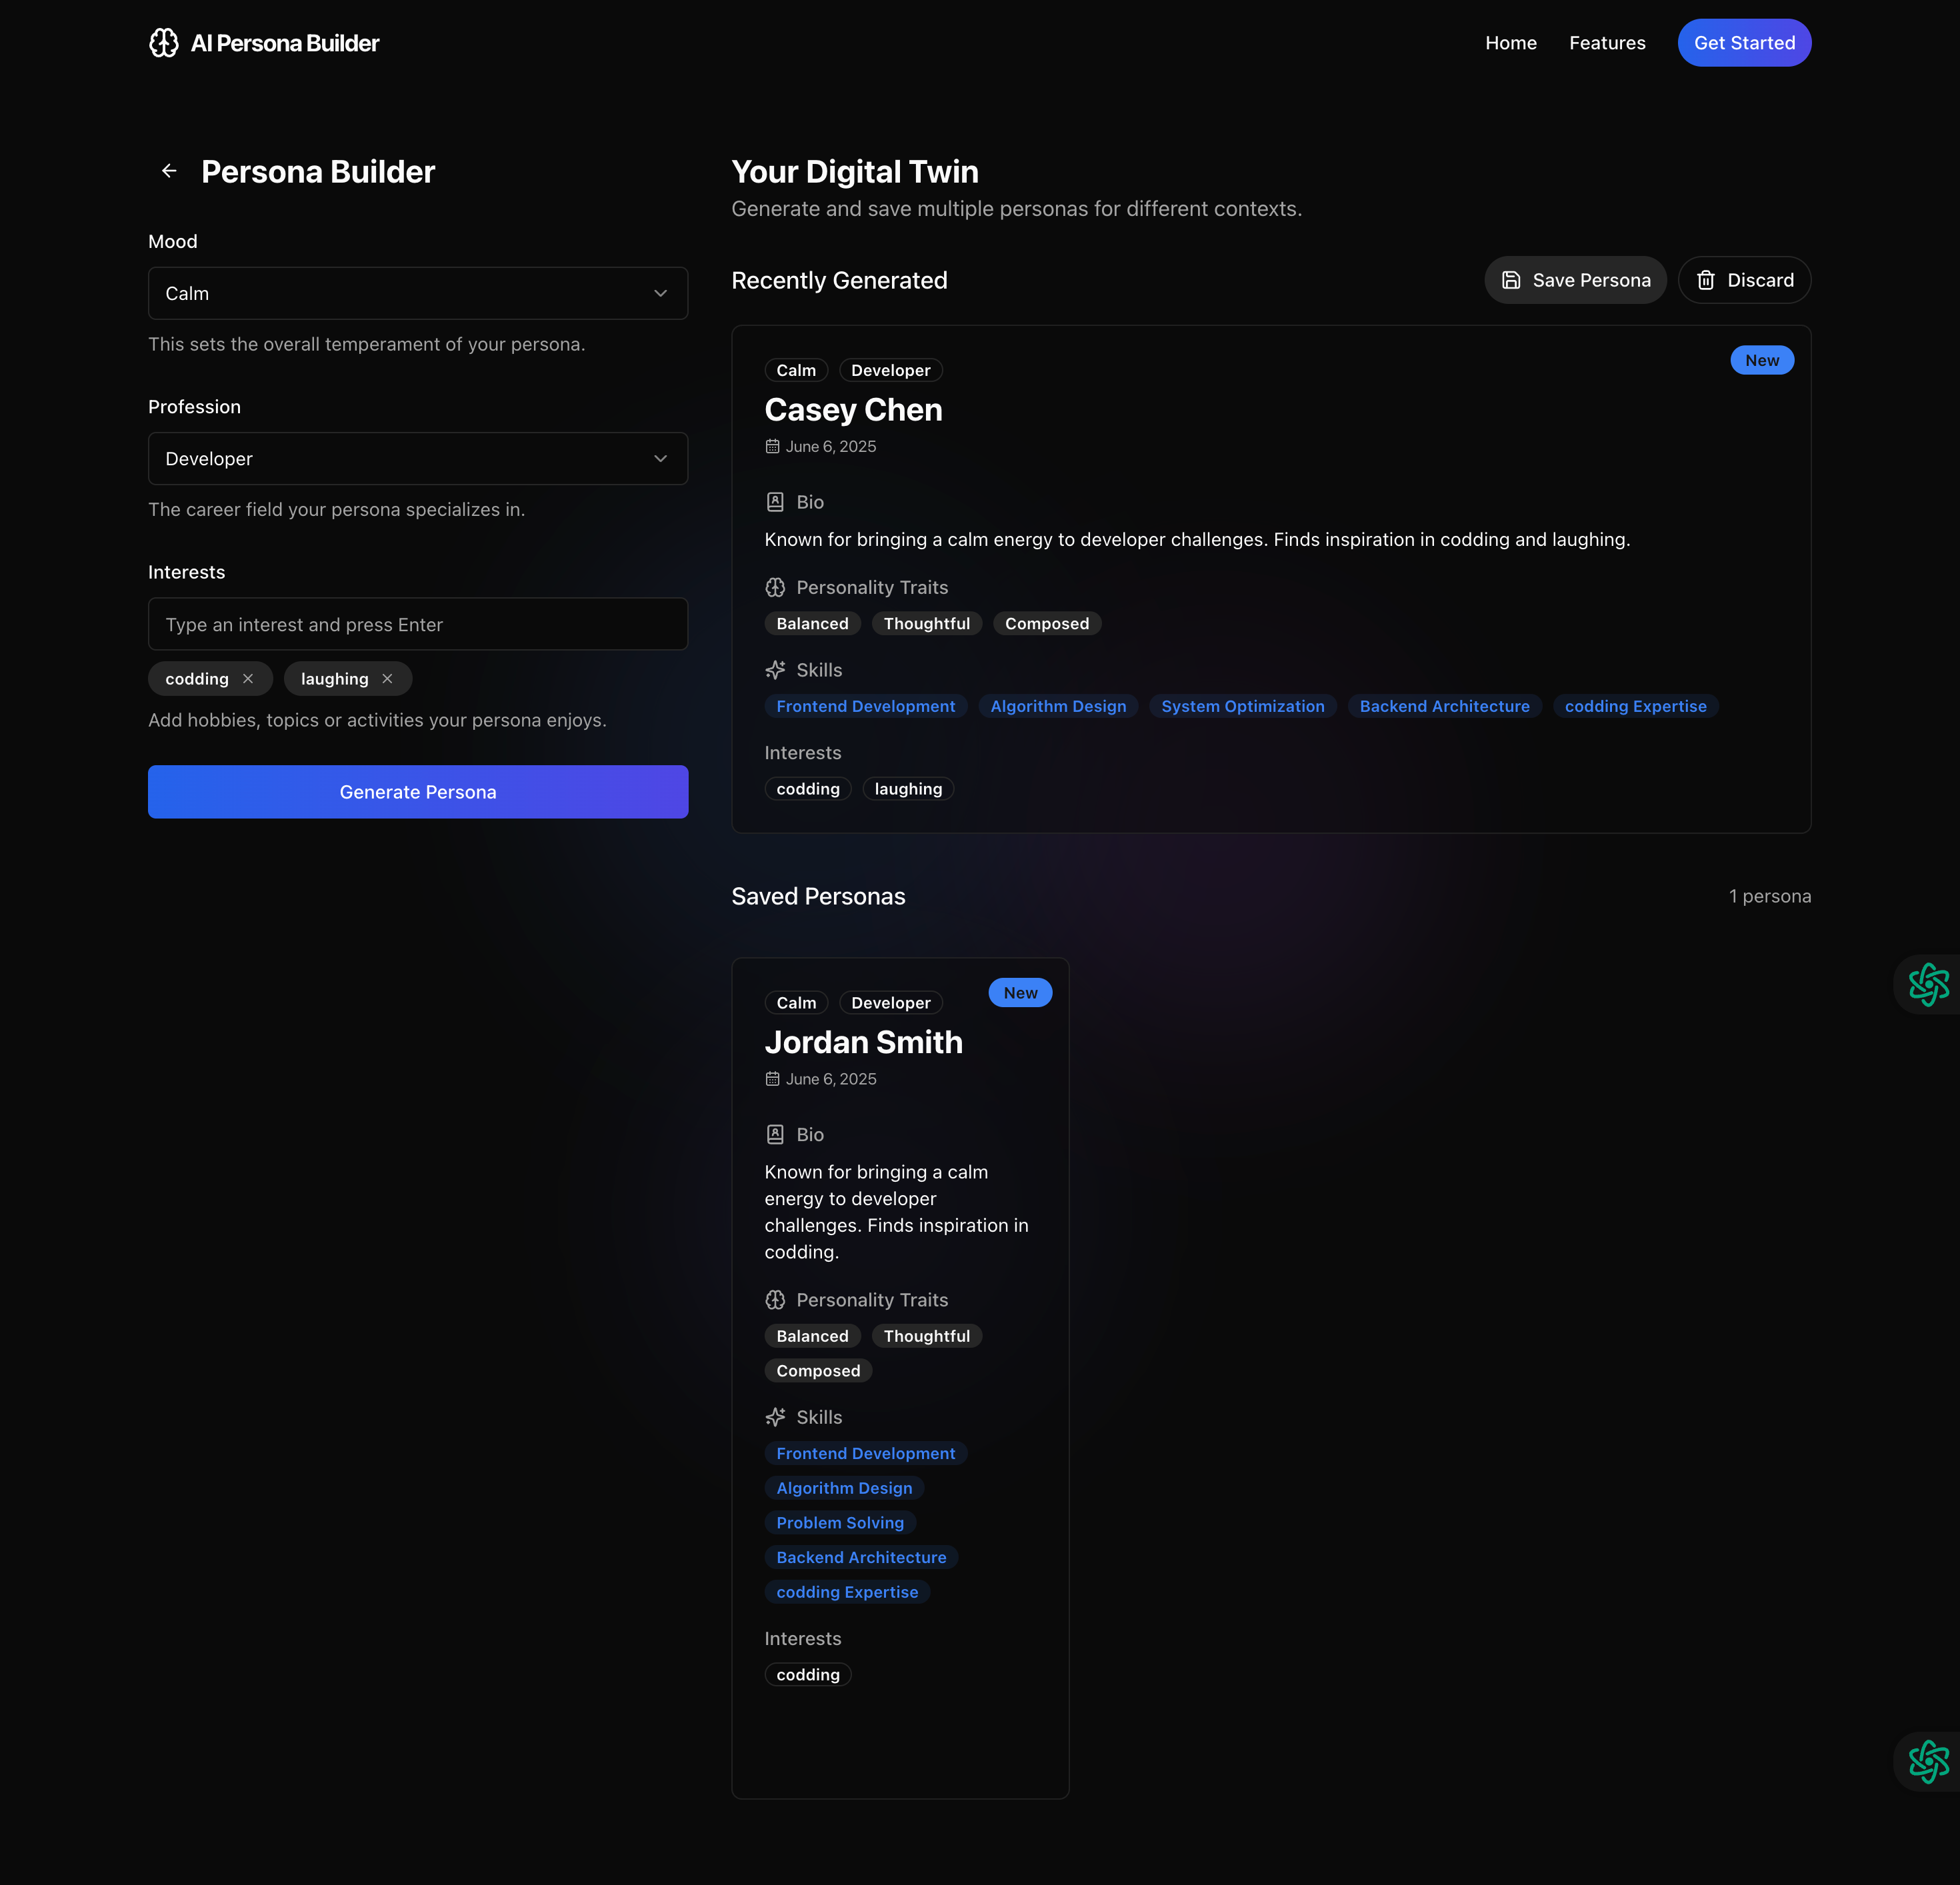 AI Persona Builder
Home
Features
Get Started
Persona Builder
Mood
Calm
This sets the overall temperament of your persona.
Profession
Developer
The career field your persona specializes in.
Interests
Type an interest and press Enter
codding
laughing
Add hobbies, topics or activities your persona enjoys.
Generate Persona
Your Digital Twin
Generate and save multiple personas for different contexts.
Recently Generated
Save Persona
Discard
New
Calm
Developer
Casey Chen
June 6, 2025
Bio
Known for bringing a calm energy to developer challenges. Finds inspiration in codding and laughing.
Personality Traits
Balanced
Thoughtful
Composed
Skills
Frontend Development
Algorithm Design
System Optimization
Backend Architecture
codding Expertise
Interests
codding
laughing
Saved Personas
1 persona
New
Calm
Developer
Jordan Smith
June 6, 2025
Bio
Known for bringing a calm
energy to developer
challenges. Finds inspiration in
codding.
Personality Traits
Balanced
Thoughtful
Composed
Skills
Frontend Development
Algorithm Design
Problem Solving
Backend Architecture
codding Expertise
Interests
codding